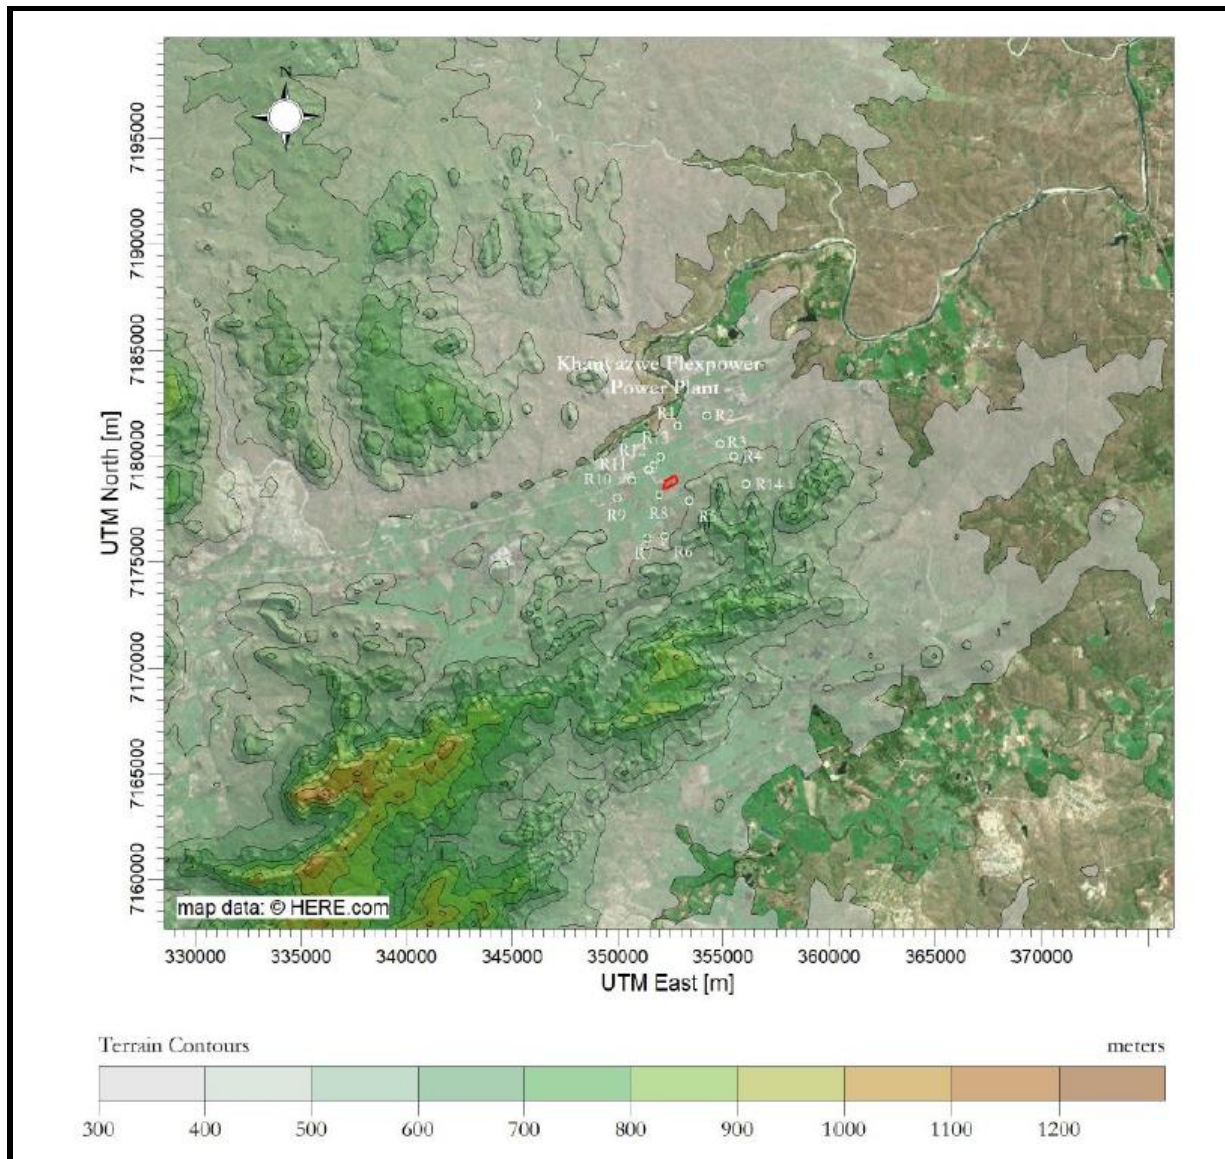 N
7195000
7190000
7185000
7180000
7175000
7170000
7165000
7160000
UTM North [m]
Khanyazwe Flexpower
Power Plant
R1
R2
R3
R4
R12
R11
R10
R14
R9
R8
R5
R6
map data: © HERE.com
330000 335000 340000 345000 350000 355000 360000 365000 370000
UTM East [m]
Terrain Contours meters
300 400 500 600 700 800 900 1000 1100 1200